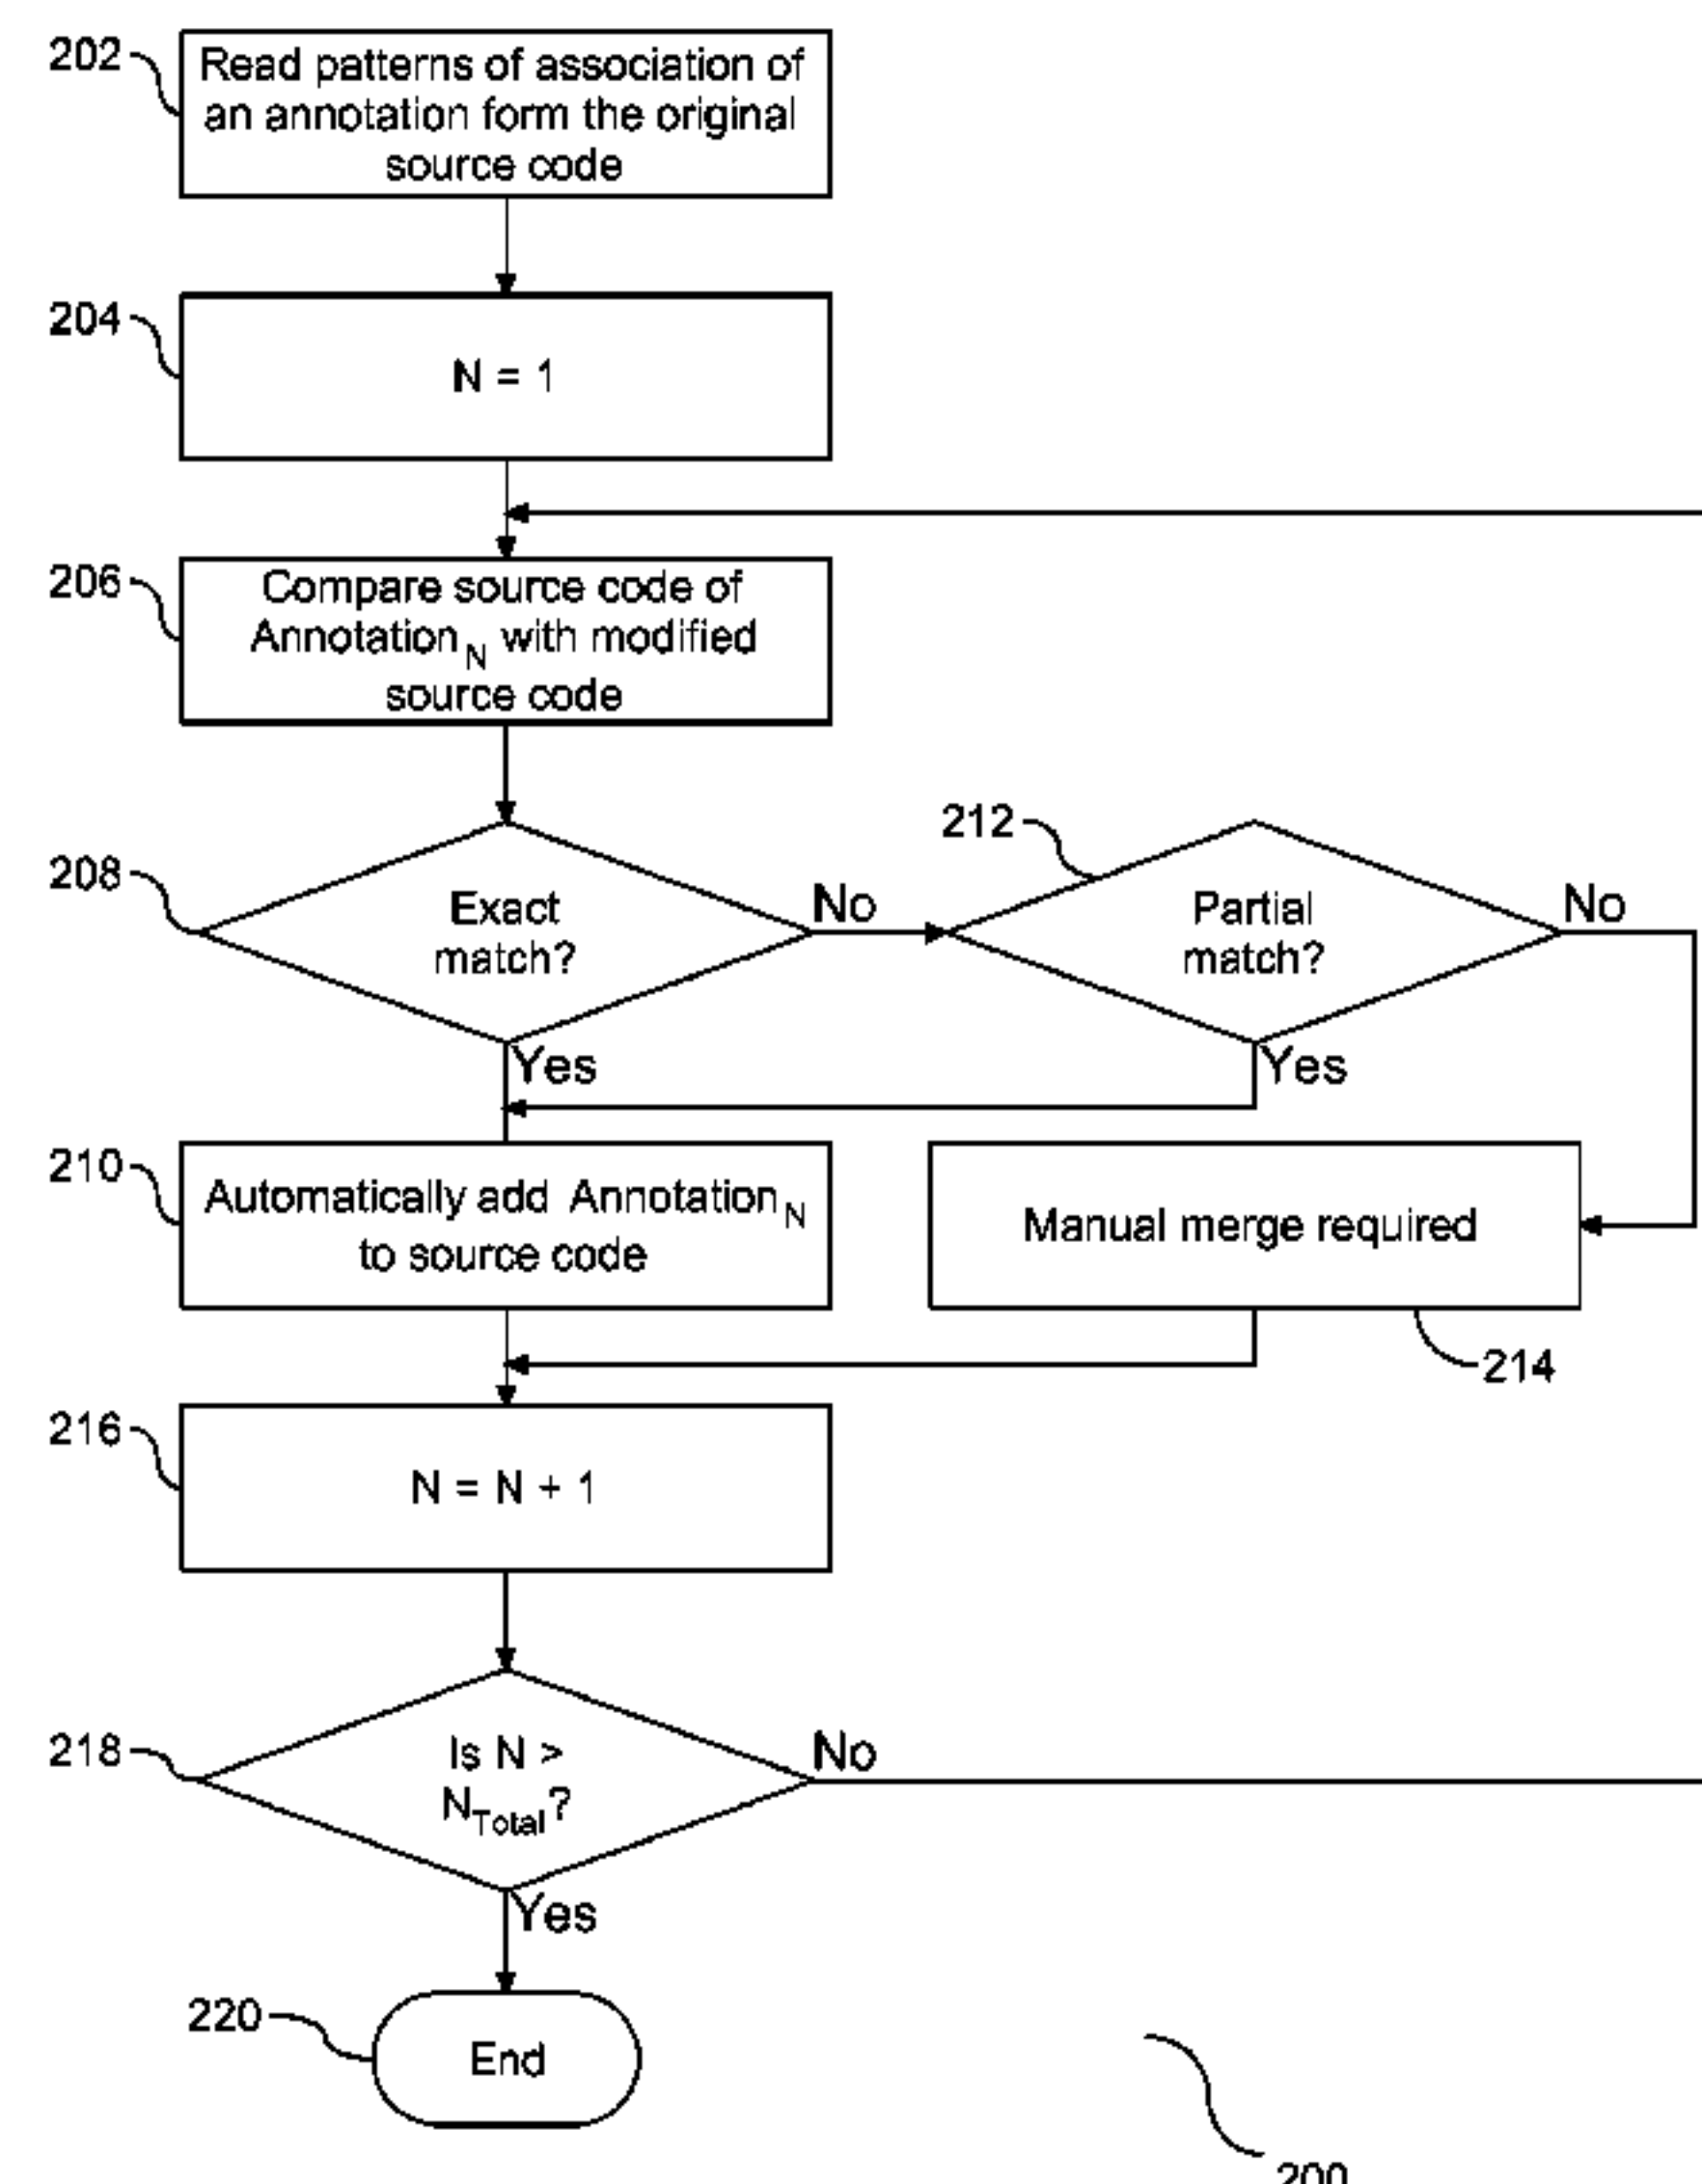 202
Read patterns of association of
an annotation form the original
source code
204
N = 1
206
Compare source code of
Annotation N with modified
source code
208
Exact
match?
No
212
Partial
match?
No
Yes
Yes
210
Automatically add Annotation N
to source code
Manual merge required
214
216
N = N + 1
218
Is N >
NTotal?
No
Yes
220
End
200